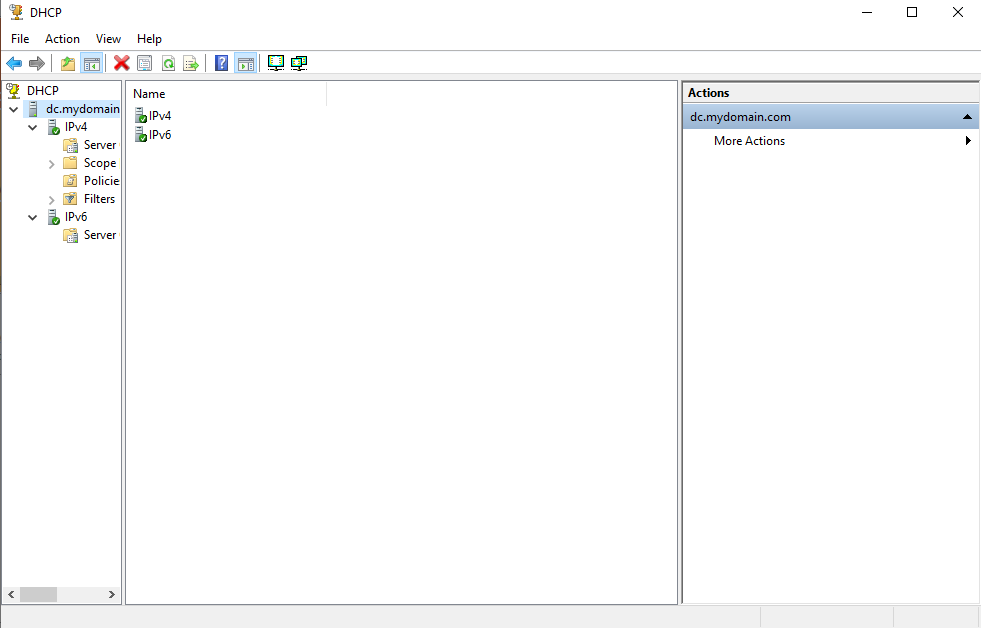 DHCP
File Action View Help
DHCP
dc.mydomain
IPv4
Server
Scope
Policie
Filters
IPv6
Server
Name
IPv4
IPv6
Actions
dc.mydomain.com
More Actions